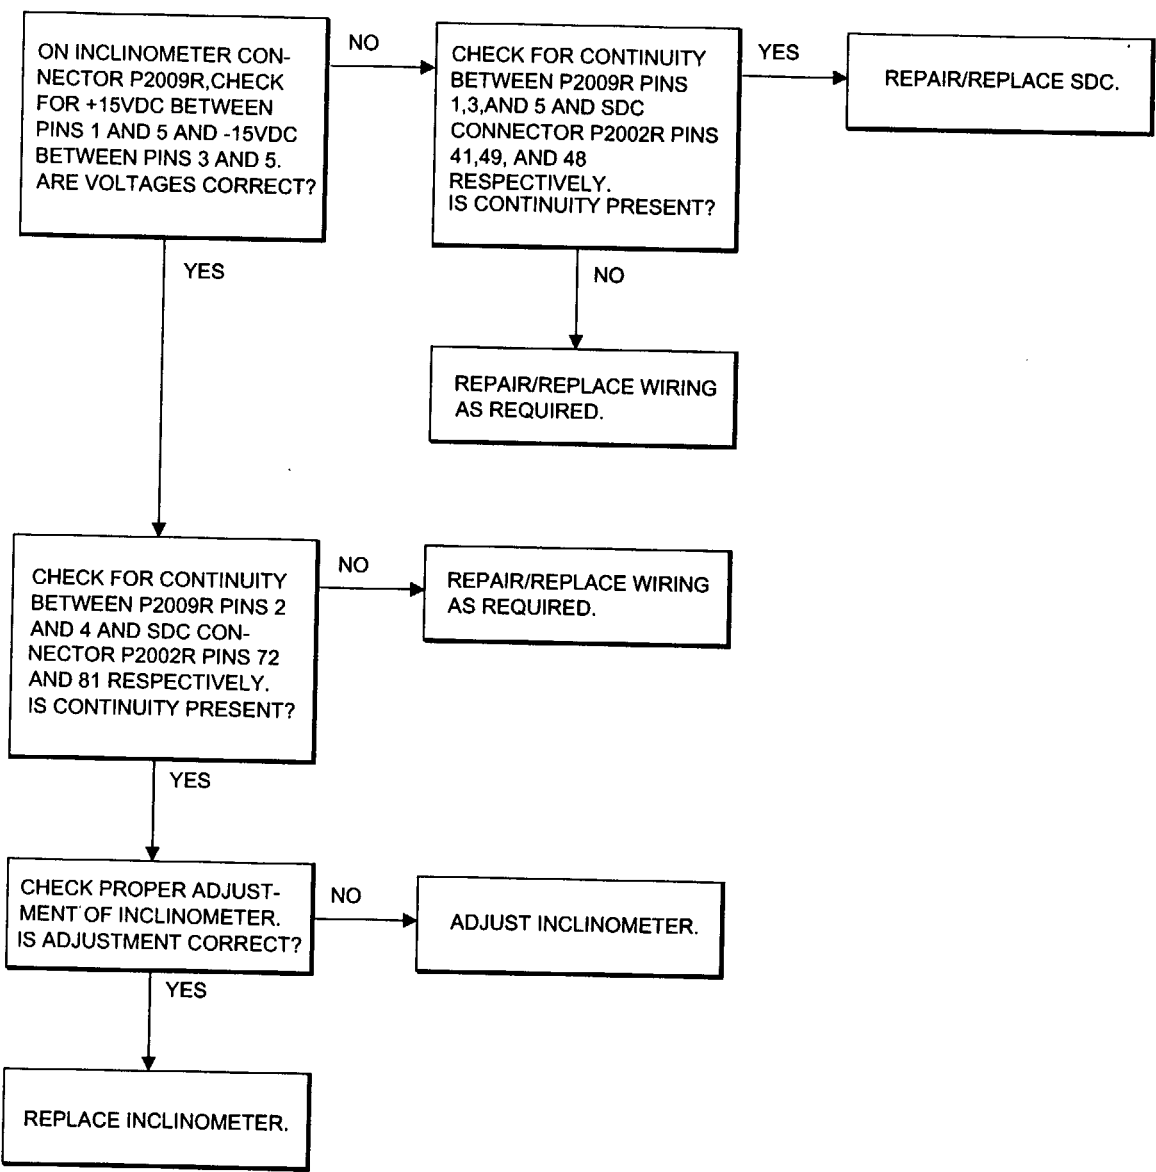 ON INCLINOMETER CON-
NECTOR P2009R,CHECK
FOR +15VDC BETWEEN
PINS 1 AND 5 AND -15VDC
BETWEEN PINS 3 AND 5.
ARE VOLTAGES CORRECT?
NO
CHECK FOR CONTINUITY
BETWEEN P2009R PINS
1,3,AND 5 AND SDC
CONNECTOR P2002R PINS
41,49, AND 48
RESPECTIVELY.
IS CONTINUITY PRESENT?
YES
REPAIR/REPLACE SDC.
YES
NO
REPAIR/REPLACE WIRING
AS REQUIRED.
CHECK FOR CONTINUITY
BETWEEN P2009R PINS 2
AND 4 AND SDC CON-
NECTOR P2002R PINS 72
AND 81 RESPECTIVELY.
IS CONTINUITY PRESENT?
NO
REPAIR/REPLACE WIRING
AS REQUIRED.
YES
CHECK PROPER ADJUST-
MENT OF INCLINOMETER.
IS ADJUSTMENT CORRECT?
NO
ADJUST INCLINOMETER.
YES
REPLACE INCLINOMETER.